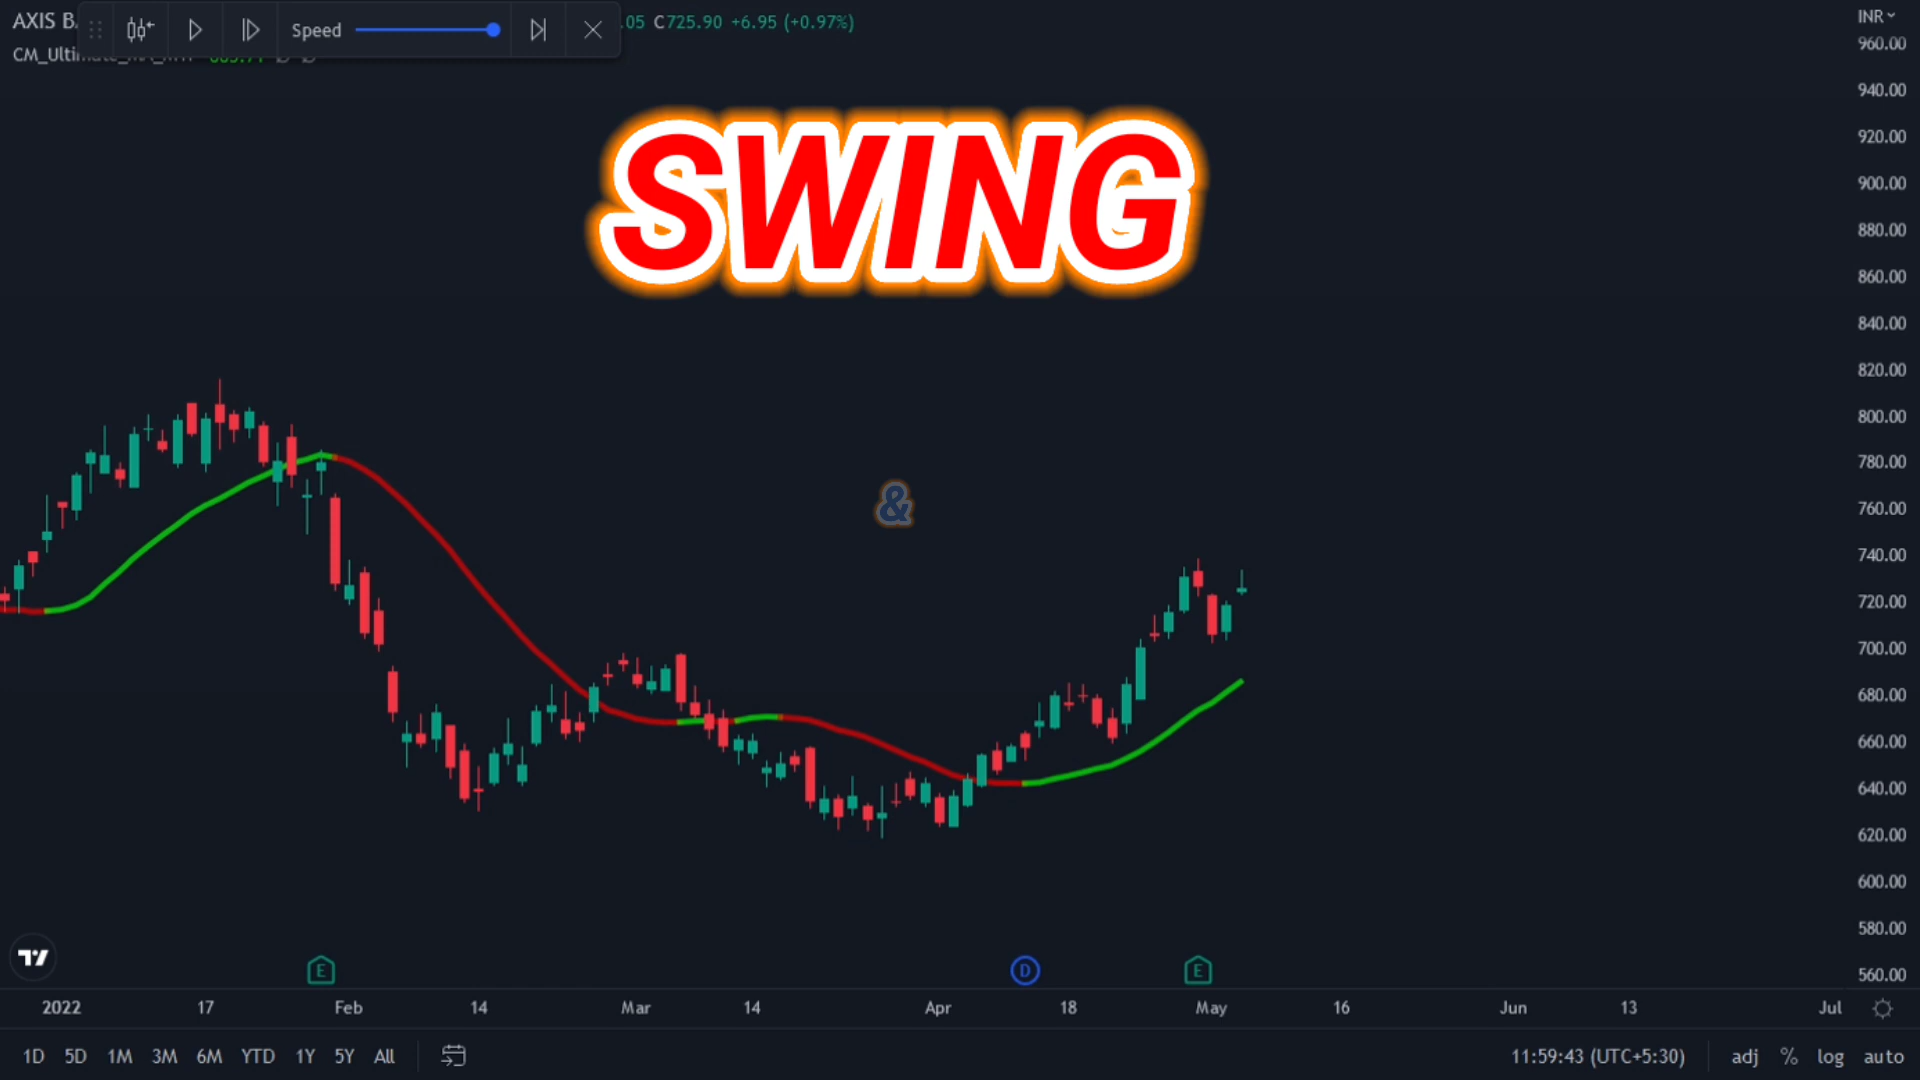 AXIS BA
Speed
.05 C725.90 +6.95 (+0.97%)
INR
SWING
&
960.00
940.00
920.00
900.00
880.00
860.00
840.00
820.00
800.00
780.00
760.00
740.00
720.00
700.00
680.00
660.00
640.00
620.00
600.00
580.00
560.00
E
D
E
2022 17 Feb 14 Mar 14 Apr 18 May 16 Jun 13 Jul
1D 5D 1M 3M 6M YTD 1Y 5Y All
11:59:43 (UTC+5:30) adj % log auto